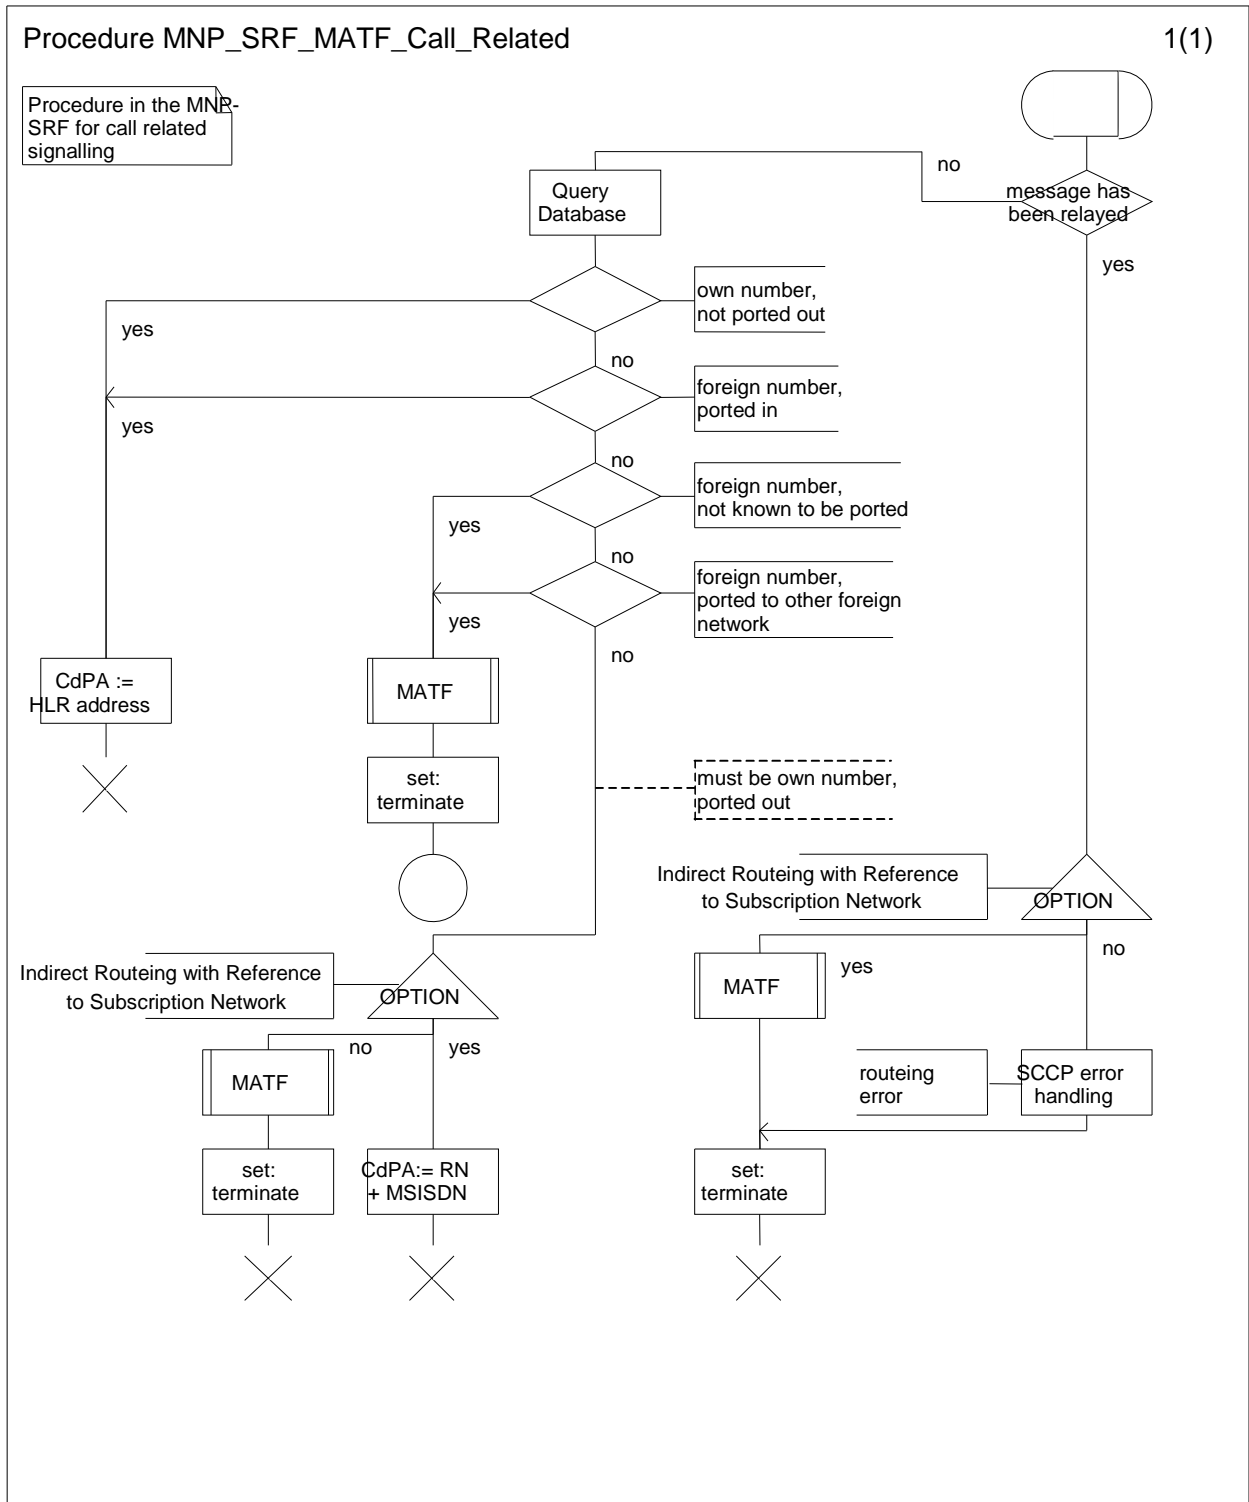 Procedure MNP_SRF_MATF_Call_Related
1(1)
Procedure in the MNP-
SRF for call related
signalling
no
message has
been relayed
yes
Query
Database
own number,
not ported out
yes
no
foreign number,
ported in
yes
no
foreign number,
not known to be ported
yes
no
foreign number,
ported to other foreign
network
yes
no
CdPA :=
HLR address
MATF
set:
terminate
must be own number,
ported out
Indirect Routeing with Reference
to Subscription Network
OPTION
no
yes
MATF
Indirect Routeing with Reference
to Subscription Network
OPTION
no
yes
MATF
routeing
error
SCCP error
handling
set:
terminate
CdPA:= RN
+ MSISDN
set:
terminate